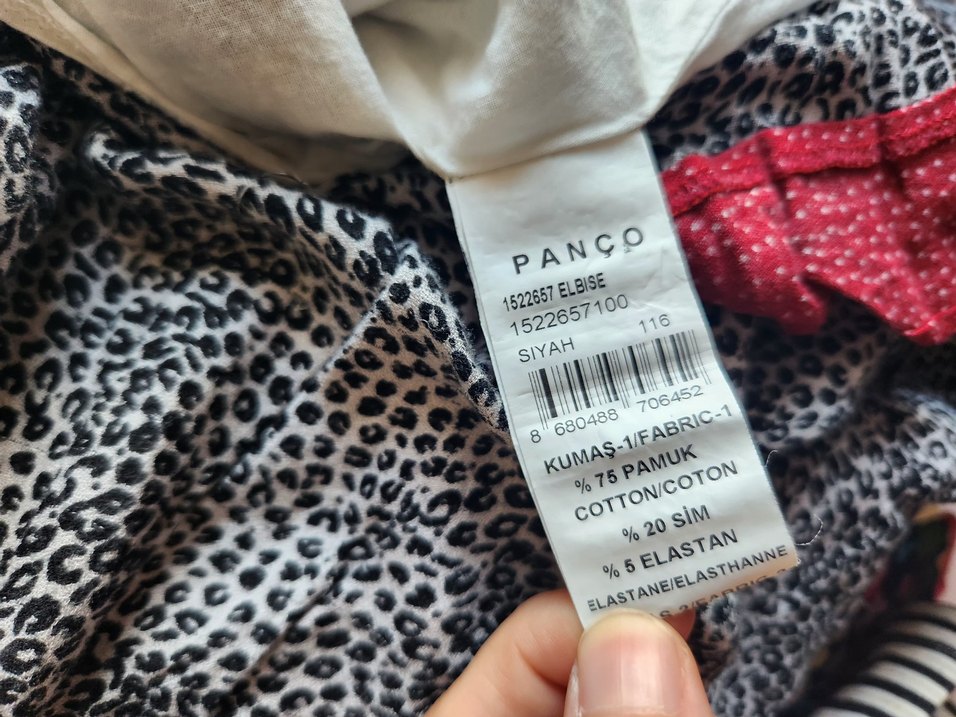 PANÇO
1522657 ELBISE
1522657100
SIYAH 116
8 680488 706452
KUMAŞ-1/FABRIC-1
% 75 PAMUK
COTTON/COTON
% 20 SİM
% 5 ELASTAN
ELASTANE/ELASTHANNE